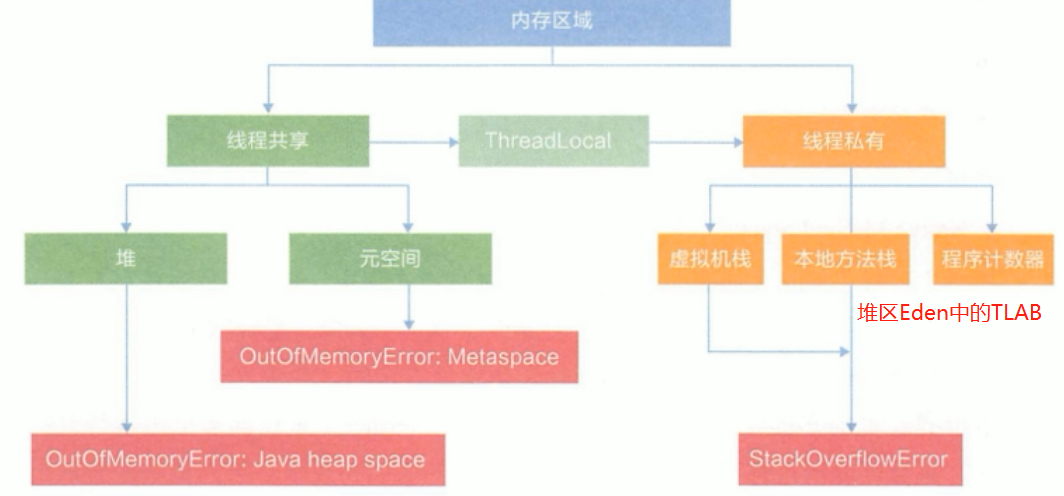 内存区域
线程共享
ThreadLocal
线程私有
堆
元空间
虚拟机栈
本地方法栈
程序计数器
堆区Eden中的TLAB
OutOfMemoryError: Metaspace
OutOfMemoryError: Java heap space
StackOverflowError